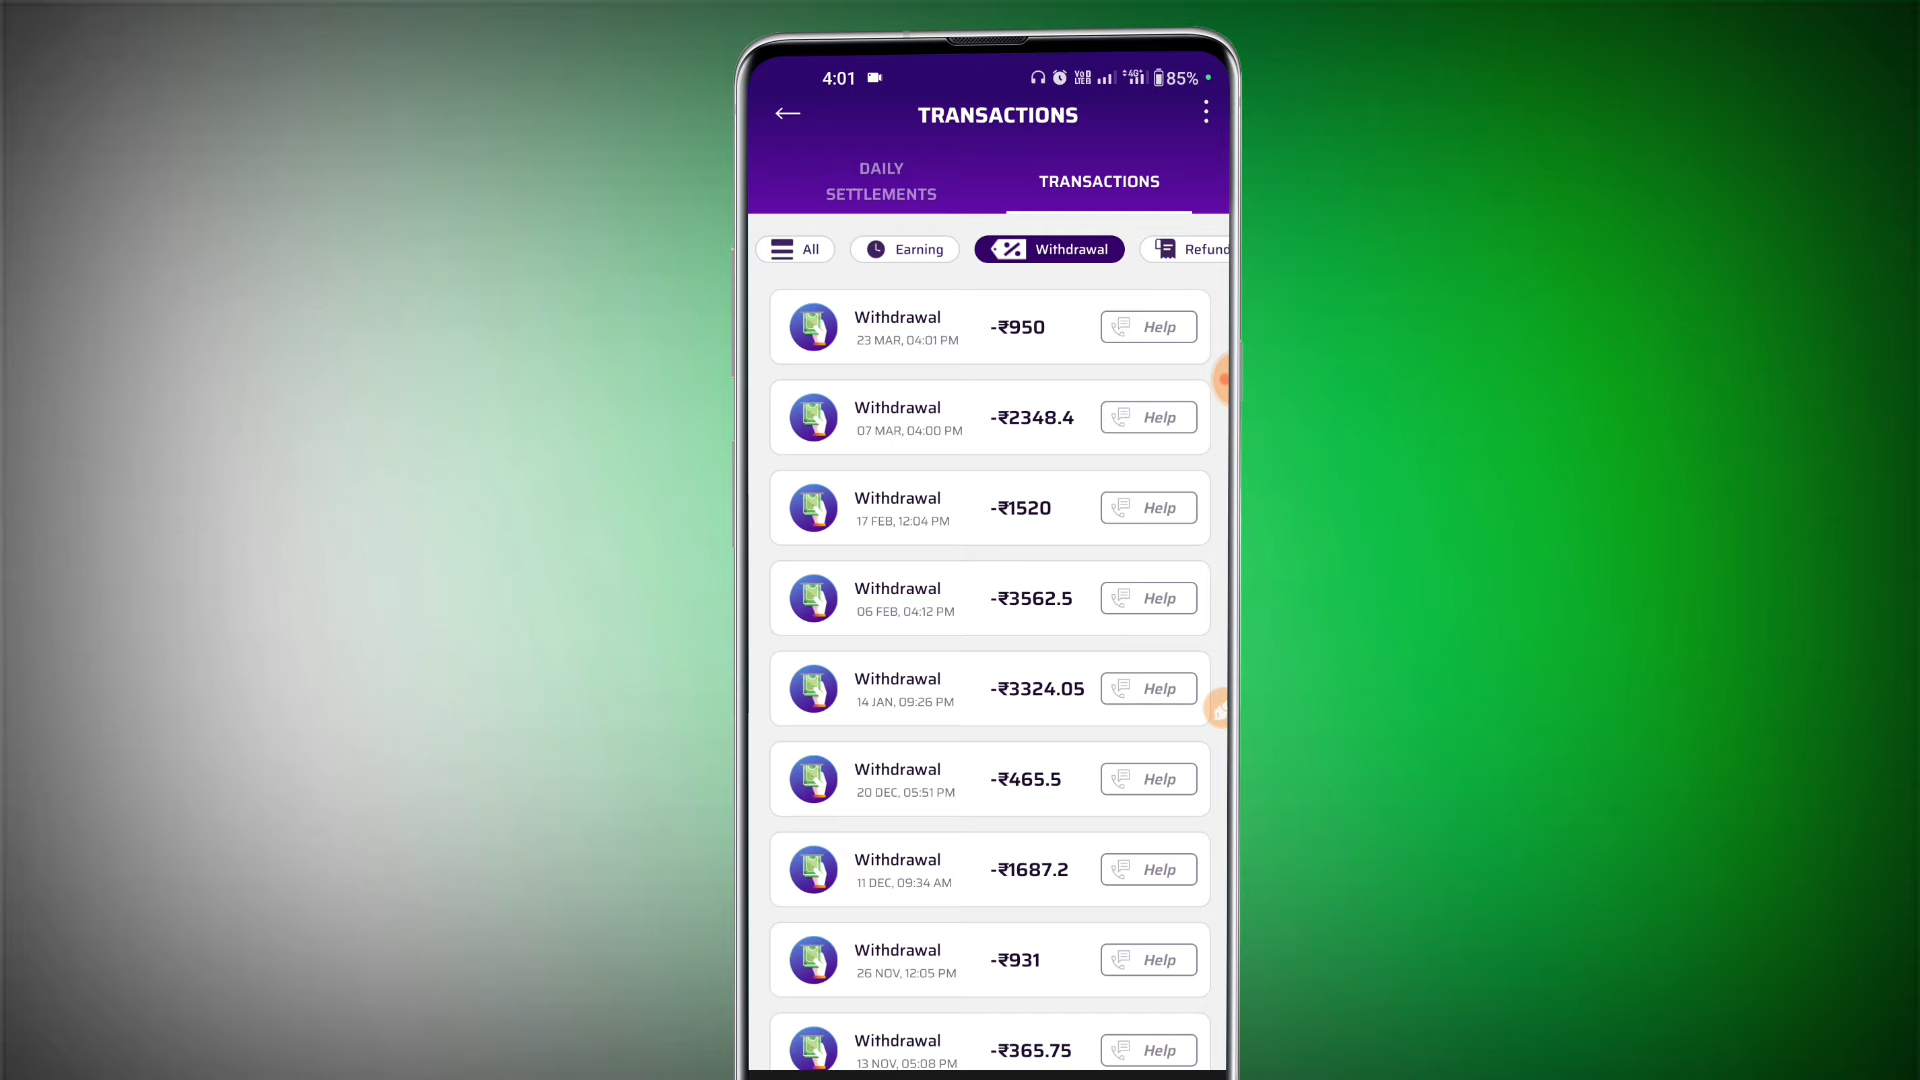 4:01
Vo LTE 4G+ 85%
TRANSACTIONS
DAILY
SETTLEMENTS
TRANSACTIONS
All
Earning
Withdrawal
Refund
Withdrawal
-₹950
Help
23 MAR, 04:01 PM
Withdrawal
-₹2348.4
Help
07 MAR, 04:00 PM
Withdrawal
-₹1520
Help
17 FEB, 12:04 PM
Withdrawal
-₹3562.5
Help
06 FEB, 04:12 PM
Withdrawal
-₹3324.05
Help
14 JAN, 09:26 PM
Withdrawal
-₹465.5
Help
20 DEC, 05:51 PM
Withdrawal
-₹1687.2
Help
11 DEC, 09:34 AM
Withdrawal
-₹931
Help
26 NOV, 12:05 PM
Withdrawal
-₹365.75
Help
13 NOV, 05:08 PM